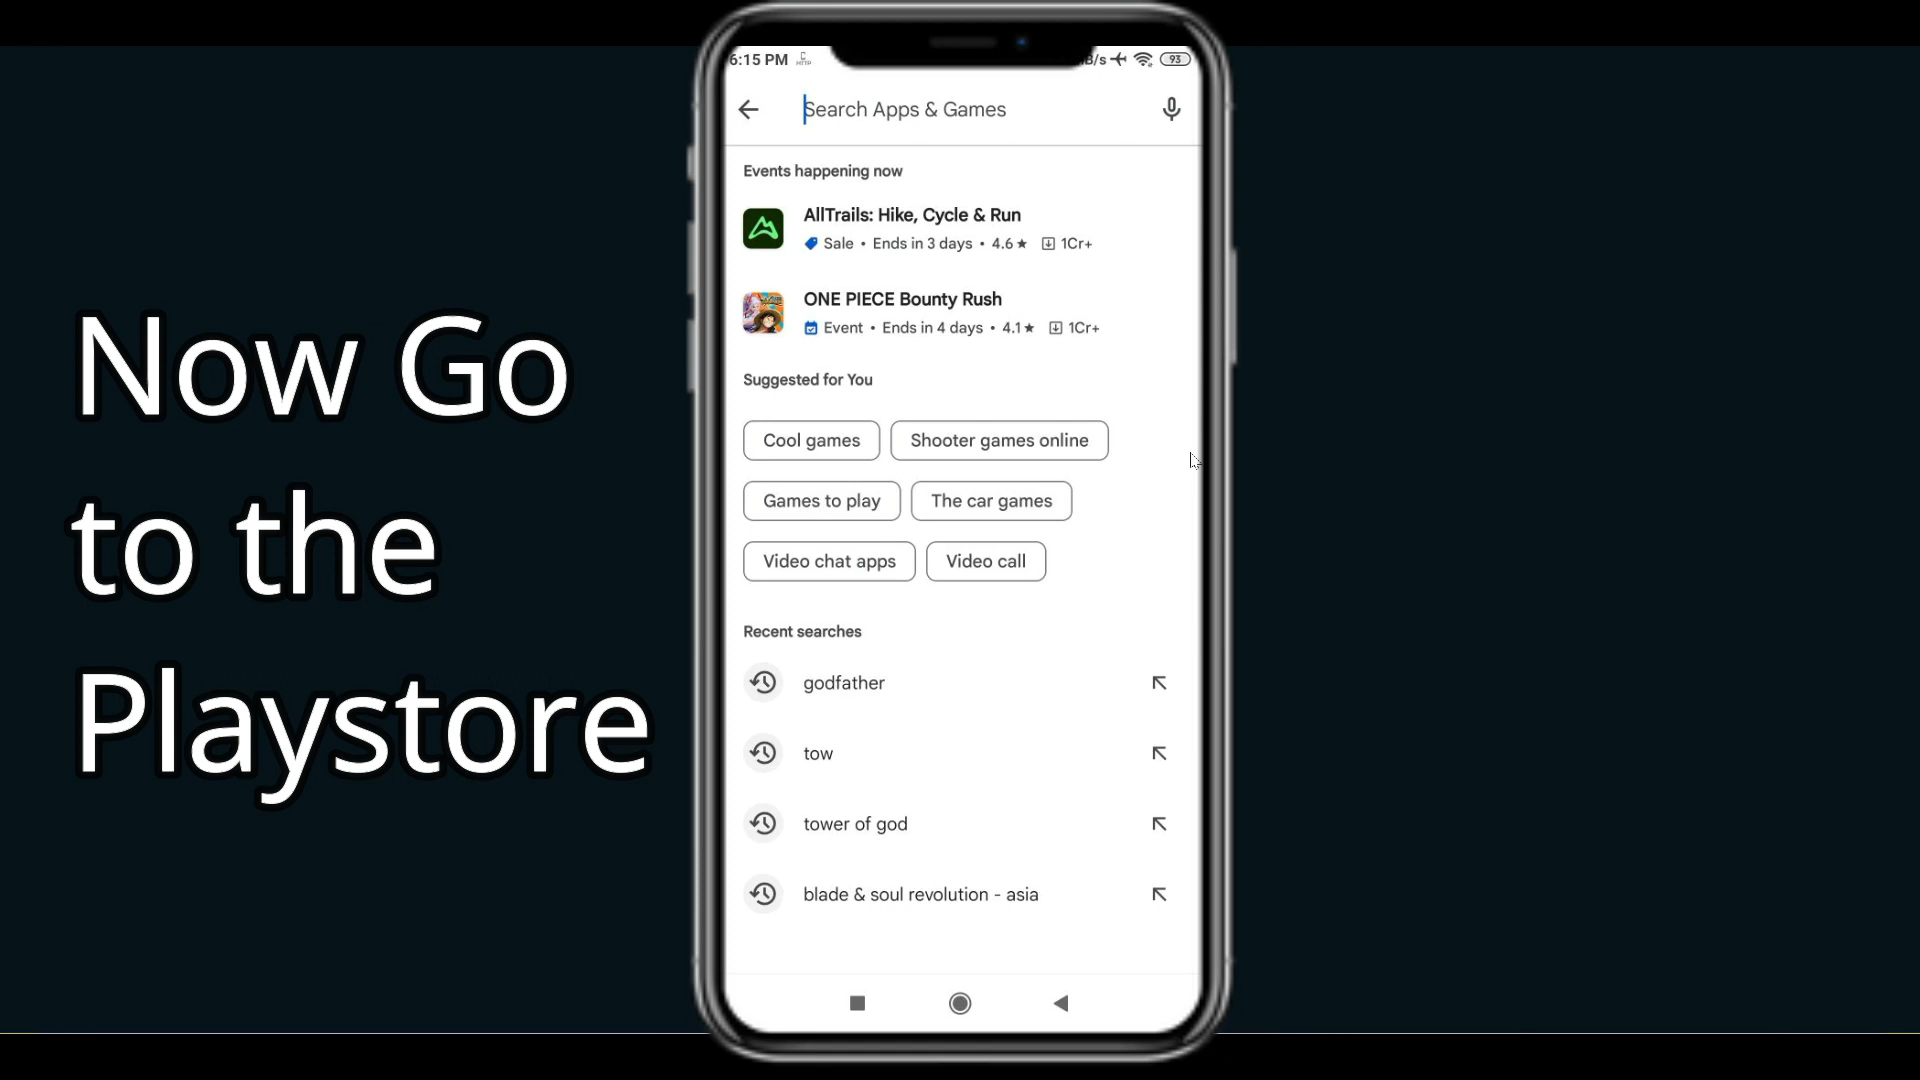 Now Go
to the
Playstore
6:15 PM
B/s 93
Search Apps & Games
Events happening now
AllTrails: Hike, Cycle & Run
Sale • Ends in 3 days • 4.6★ 1Cr+
ONE PIECE Bounty Rush
Event • Ends in 4 days • 4.1★ 1Cr+
Suggested for You
Cool games
Shooter games online
Games to play
The car games
Video chat apps
Video call
Recent searches
godfather
tow
tower of god
blade & soul revolution - asia